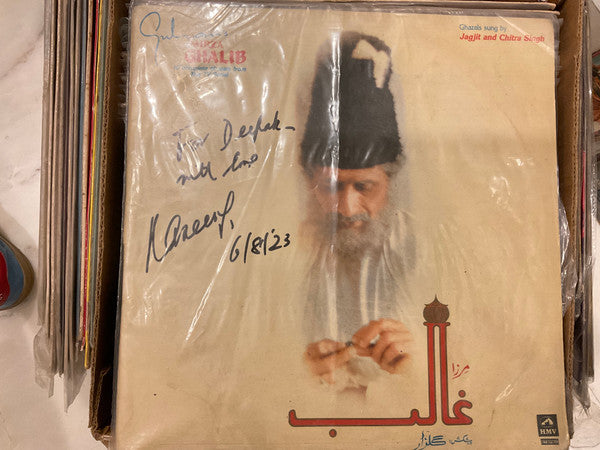 Ghazals sung by
Jagjit and Chitra Singh
MIRZA
GHALIB
For Deepak -
with love
6/8/'23
مرزا
غالب
گلزار
HMV